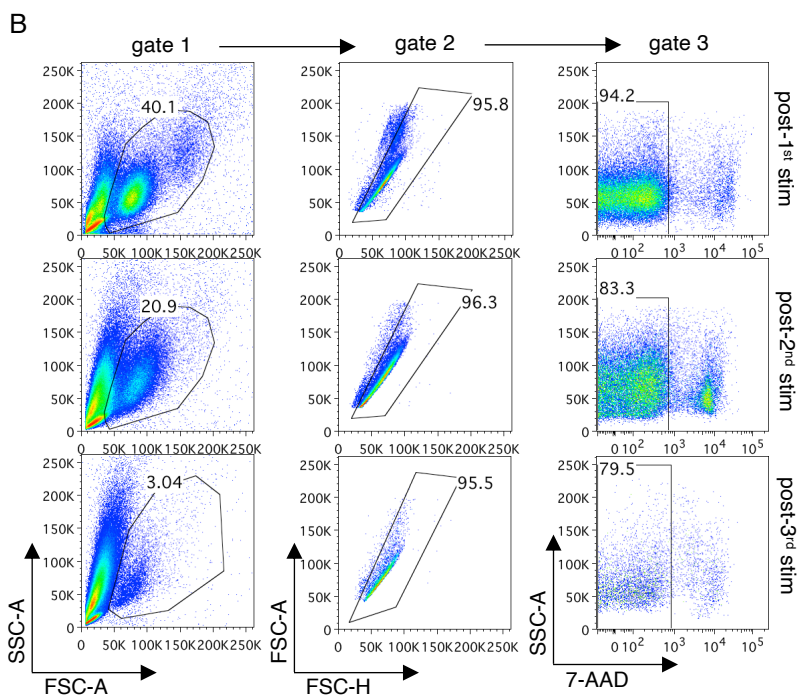 B
gate 1 gate 2 gate 3
250K 250K 250K
200K 200K 200K
150K 150K 150K
100K 100K 100K
50K 50K 50K
0 0 0
40.1 95.8 94.2
0 50K 100K 150K 200K 250K 0 50K 100K 150K 200K 250K 0 10² 10³ 10⁴ 10⁵
post-1st stim
250K 250K 250K
200K 200K 200K
150K 150K 150K
100K 100K 100K
50K 50K 50K
0 0 0
20.9 96.3 83.3
0 50K 100K 150K 200K 250K 0 50K 100K 150K 200K 250K 0 10² 10³ 10⁴ 10⁵
post-2nd stim
250K 250K 250K
200K 200K 200K
150K 150K 150K
100K 100K 100K
50K 50K 50K
0 0 0
3.04 95.5 79.5
0 50K 100K 150K 200K 250K 0 50K 100K 150K 200K 250K 0 10² 10³ 10⁴ 10⁵
post-3rd stim
SSC-A FSC-A SSC-A
FSC-A FSC-H 7-AAD